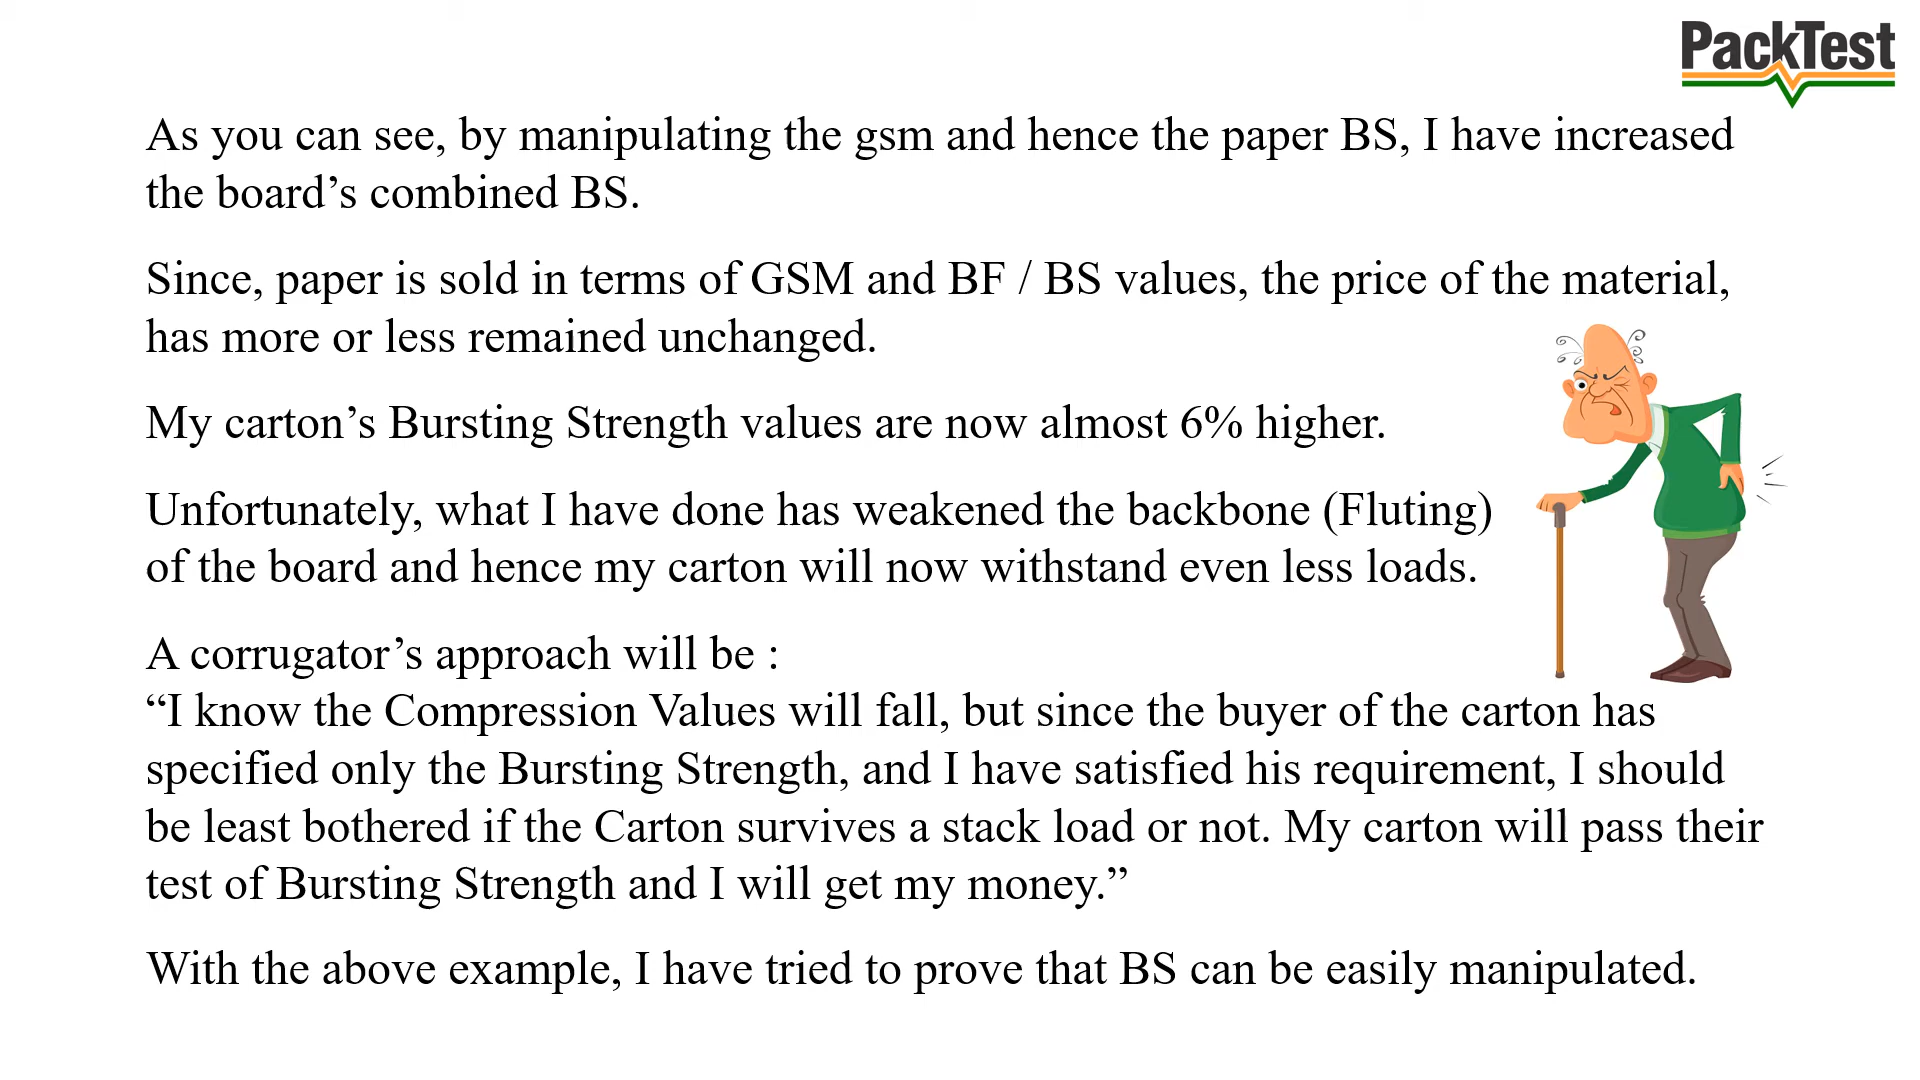 PackTest
As you can see, by manipulating the gsm and hence the paper BS, I have increased
the board’s combined BS.
Since, paper is sold in terms of GSM and BF / BS values, the price of the material,
has more or less remained unchanged.
My carton’s Bursting Strength values are now almost 6% higher.
Unfortunately, what I have done has weakened the backbone (Fluting)
of the board and hence my carton will now withstand even less loads.
A corrugator’s approach will be :
“I know the Compression Values will fall, but since the buyer of the carton has
specified only the Bursting Strength, and I have satisfied his requirement, I should
be least bothered if the Carton survives a stack load or not. My carton will pass their
test of Bursting Strength and I will get my money.”
With the above example, I have tried to prove that BS can be easily manipulated.